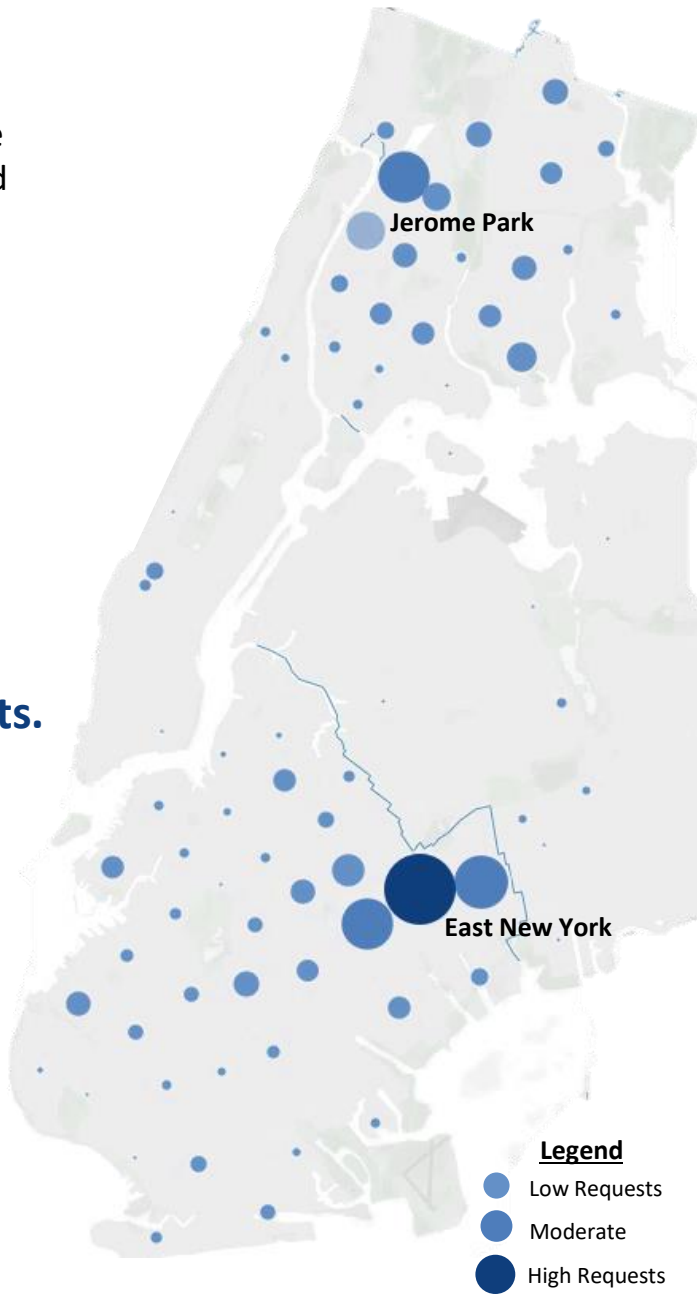 e
d
Jerome Park
ts.
East New York
Legend
Low Requests
Moderate
High Requests